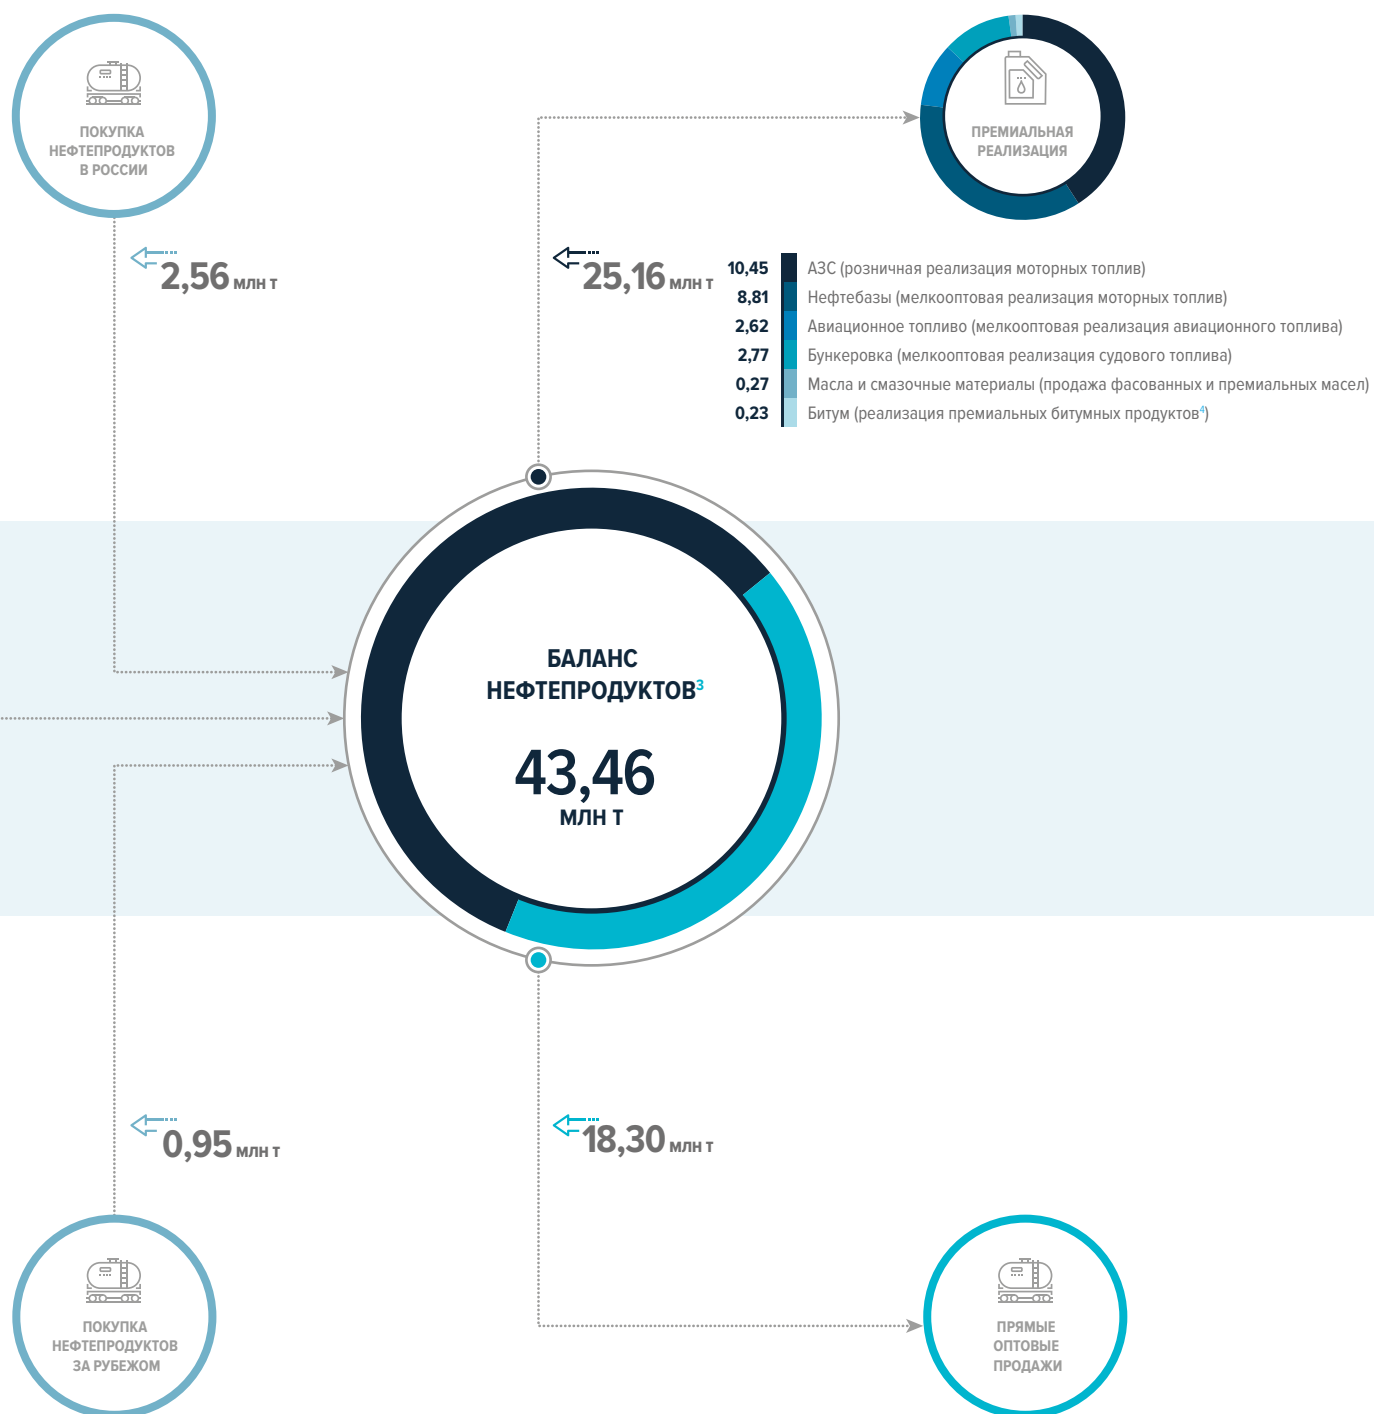 ПОКУПКА
НЕФТЕПРОДУКТОВ
В РОССИИ
ПРЕМИАЛЬНАЯ
РЕАЛИЗАЦИЯ
2,56 млн т
25,16 млн т
10,45 АЗС (розничная реализация моторных топлив)
8,81 Нефтебазы (мелкооптовая реализация моторных топлив)
2,62 Авиационное топливо (мелкооптовая реализация авиационного топлива)
2,77 Бункеровка (мелкооптовая реализация судового топлива)
0,27 Масла и смазочные материалы (продажа фасованных и премиальных масел)
0,23 Битум (реализация премиальных битумных продуктов⁴)
БАЛАНС
НЕФТЕПРОДУКТОВ³
43,46
МЛН Т
0,95 млн т
18,30 млн т
ПОКУПКА
НЕФТЕПРОДУКТОВ
ЗА РУБЕЖОМ
ПРЯМЫЕ
ОПТОВЫЕ
ПРОДАЖИ